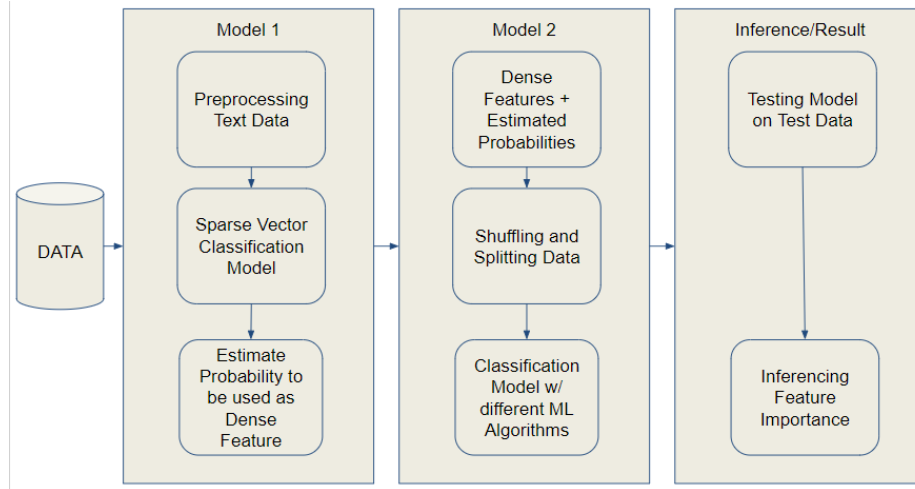 DATA
Model 1
Preprocessing
Text Data
Sparse Vector
Classification
Model
Estimate
Probability to
be used as
Dense
Feature
Model 2
Dense
Features +
Estimated
Probabilities
Shuffling and
Splitting Data
Classification
Model w/
different ML
Algorithms
Inference/Result
Testing Model
on Test Data
Inferencing
Feature
Importance